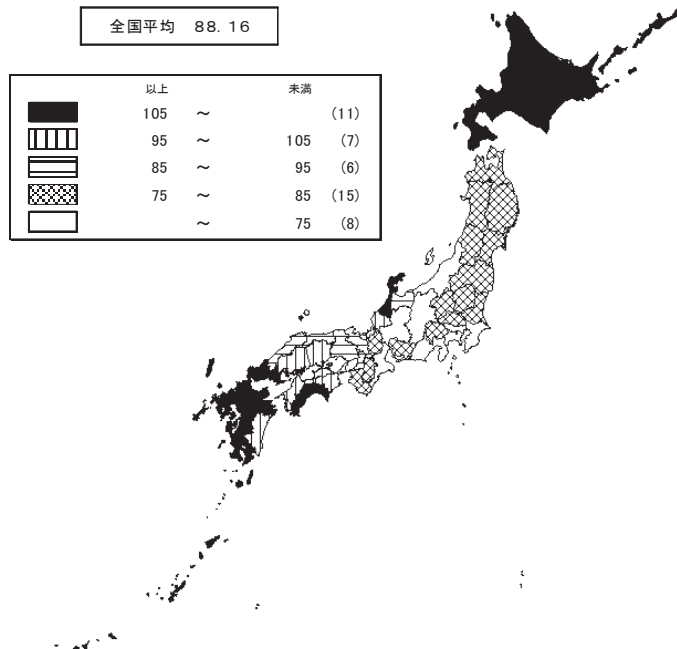 全国平均 88.16
以上 未満
105 ～ (11)
95 ～ 105 (7)
85 ～ 95 (6)
75 ～ 85 (15)
～ 75 (8)